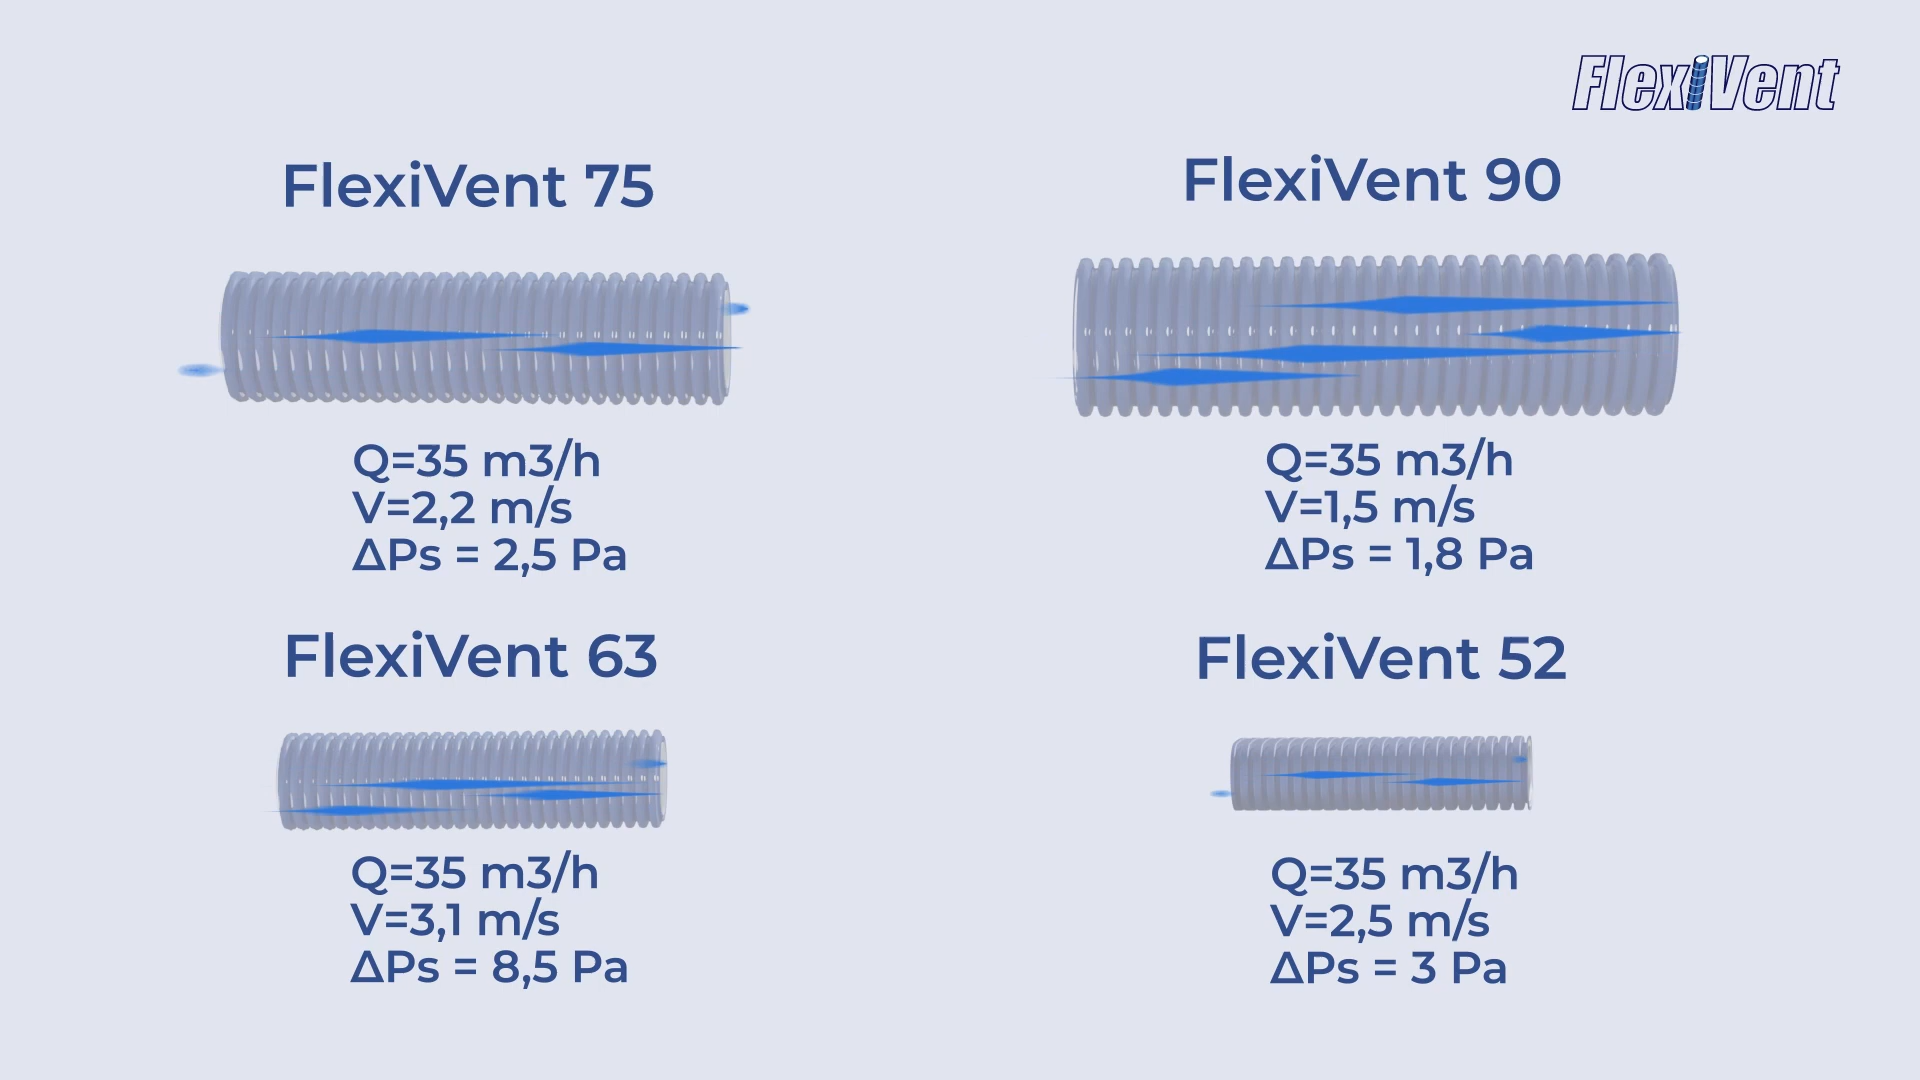 FlexiVent
FlexiVent 75
Q=35 m3/h
V=2,2 m/s
ΔPs = 2,5 Pa
FlexiVent 90
Q=35 m3/h
V=1,5 m/s
ΔPs = 1,8 Pa
FlexiVent 63
Q=35 m3/h
V=3,1 m/s
ΔPs = 8,5 Pa
FlexiVent 52
Q=35 m3/h
V=2,5 m/s
ΔPs = 3 Pa